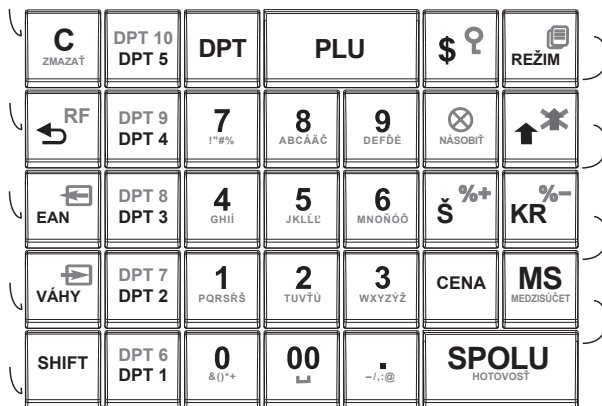 C
ZMAZAŤ
DPT 10
DPT 5
DPT
PLU
$
REŽIM
RF
DPT 9
DPT 4
7
!"#%
8
ABCÁÄČ
9
DEFĎÉ
NÁSOBIŤ
EAN
DPT 8
DPT 3
4
GHIÍ
5
JKLĹĽ
6
MNOŇÓÔ
Š %+
KR %–
VÁHY
DPT 7
DPT 2
1
PQRSŔŠ
2
TUVŤÚ
3
WXYZÝŽ
CENA
MS
MEDZISÚČET
SHIFT
DPT 6
DPT 1
0
&()*+
00
.
–/,:@
SPOLU
HOTOVOSŤ